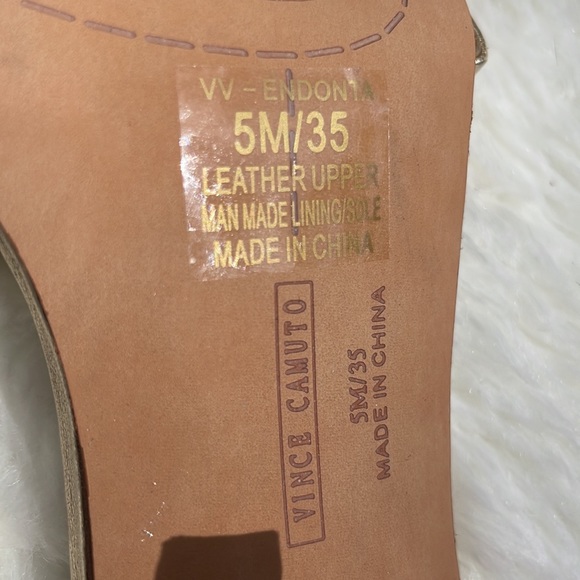 VV - ENDONTA
5M/35
LEATHER UPPER
MAN MADE LINING/SOLE
MADE IN CHINA
VINCE CAMUTO
5M/35
MADE IN CHINA